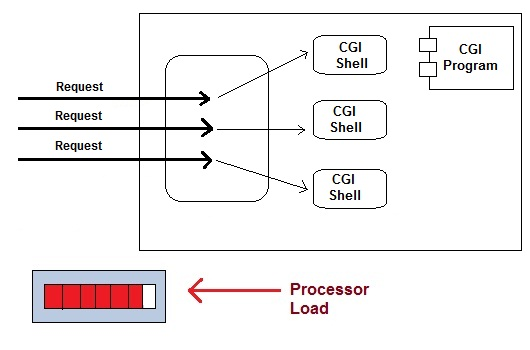 Request
Request
Request
CGI
Shell
CGI
Shell
CGI
Shell
CGI
Program
Processor
Load